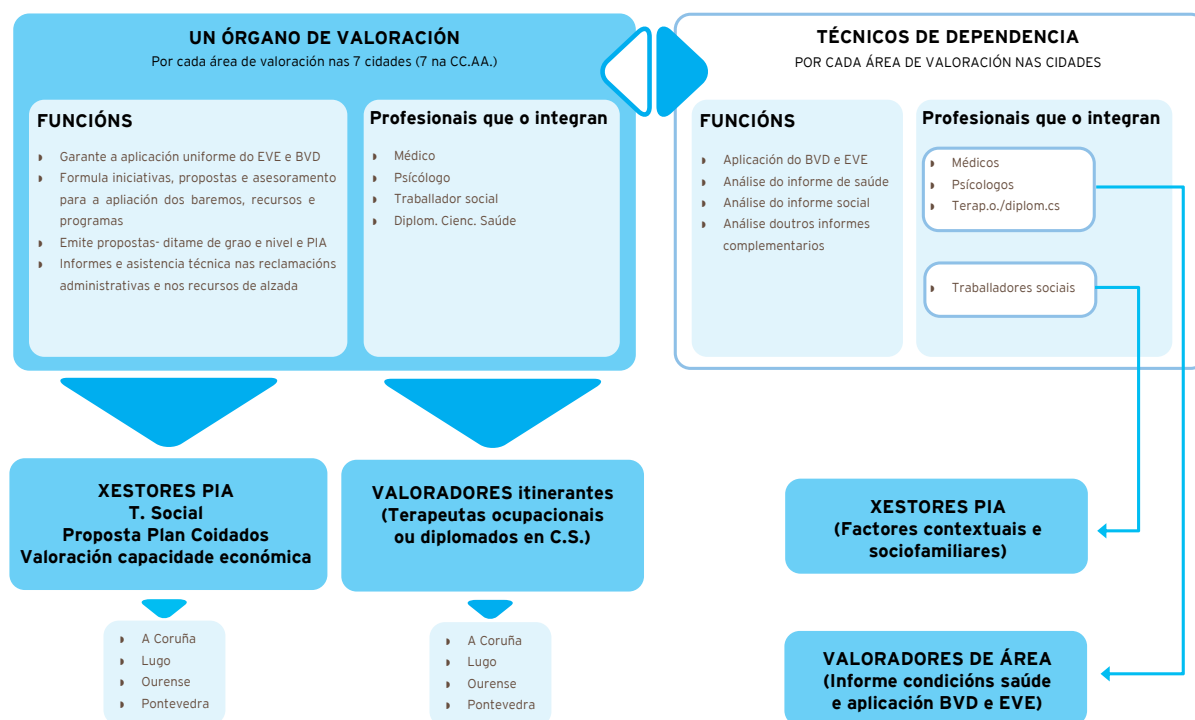 UN ÓRGANO DE VALORACIÓN
Por cada área de valoración nas 7 cidades (7 na CC.AA.)
FUNCIÓNS
Garante a aplicación uniforme do EVE e BVD
Formula iniciativas, propostas e asesoramento
para a apliación dos baremos, recursos e
programas
Emite propostas- ditame de grao e nivel e PIA
Informes e asistencia técnica nas reclamacións
administrativas e nos recursos de alzada
Profesionais que o integran
Médico
Psícólogo
Traballador social
Diplom. Cienc. Saúde
TÉCNICOS DE DEPENDENCIA
POR CADA ÁREA DE VALORACIÓN NAS CIDADES
FUNCIÓNS
Aplicación do BVD e EVE
Análise do informe de saúde
Análise do informe social
Análise doutros informes
complementarios
Profesionais que o integran
Médicos
Psícologos
Terap.o./diplom.cs
Traballadores sociais
XESTORES PIA
T. Social
Proposta Plan Coidados
Valoración capacidade económica
A Coruña
Lugo
Ourense
Pontevedra
VALORADORES itinerantes
(Terapeutas ocupacionais
ou diplomados en C.S.)
A Coruña
Lugo
Ourense
Pontevedra
XESTORES PIA
(Factores contextuais e
sociofamiliares)
VALORADORES DE ÁREA
(Informe condicións saúde
e aplicación BVD e EVE)